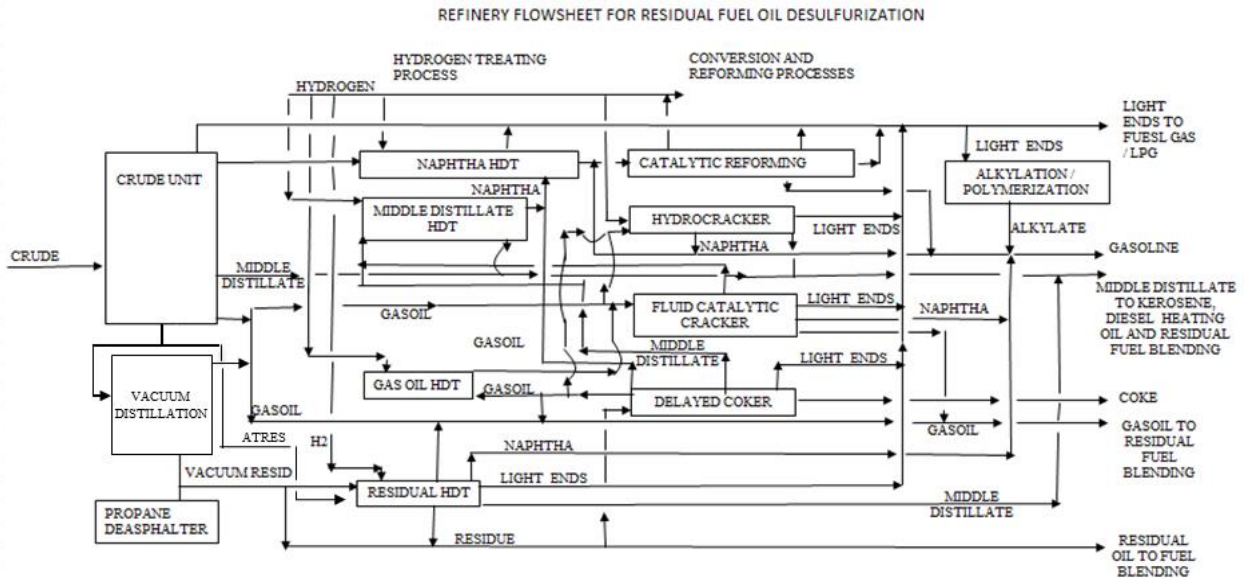 REFINERY FLOWSHEET FOR RESIDUAL FUEL OIL DESULFURIZATION
HYDROGEN TREATING
PROCESS
CONVERSION AND
REFORMING PROCESSES
HYDROGEN
LIGHT
ENDS TO
FUESL GAS
/ LPG
LIGHT ENDS
NAPHTHA HDT
CATALYTIC REFORMING
ALKYLATION /
POLYMERIZATION
CRUDE UNIT
NAPHTHA
MIDDLE DISTILLATE
HDT
HYDROCRACKER
LIGHT ENDS
ALKYLATE
NAPHTHA
GASOLINE
CRUDE
MIDDLE
DISTILLATE
MIDDLE DISTILLATE
TO KEROSENE,
DIESEL HEATING
OIL AND RESIDUAL
FUEL BLENDING
GASOIL
FLUID CATALYTIC
CRACKER
LIGHT ENDS
NAPHTHA
GASOIL
MIDDLE
DISTILLATE
LIGHT ENDS
GAS OIL HDT
GASOIL
DELAYED COKER
COKE
VACUUM
DISTILLATION
GASOIL
GASOIL
GASOIL TO
RESIDUAL
FUEL
BLENDING
ATRES
H2
NAPHTHA
VACUUM RESID
RESIDUAL HDT
LIGHT ENDS
MIDDLE
DISTILLATE
PROPANE
DEASPHALTER
RESIDUE
RESIDUAL
OIL TO FUEL
BLENDING